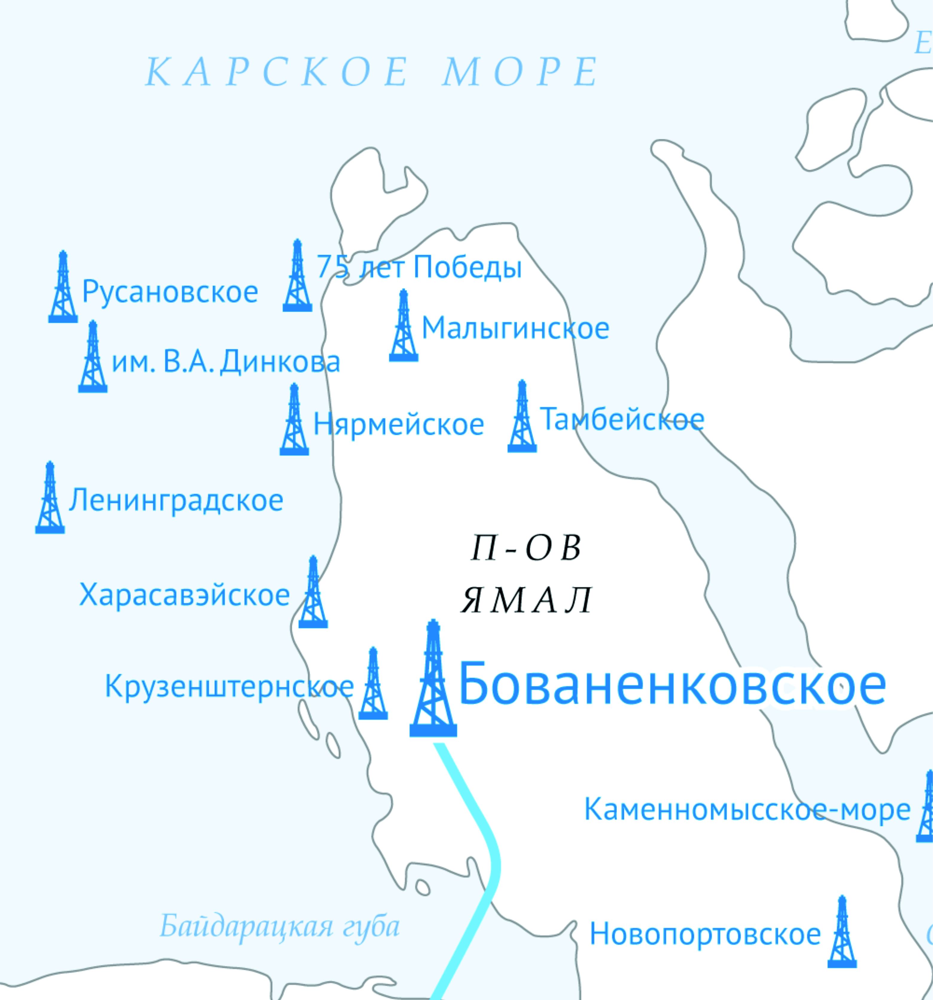 Е
КАРСКОЕ МОРЕ
75 лет Победы
Русановское
Малыгинское
им. В.А. Динкова
Тамбейское
Нярмейское
Ленинградское
П-ОВ
ЯМАЛ
Харасавэйское
Крузенштернское
Бованенковское
Каменномысское-море
Байдарацкая губа
Новопортовское